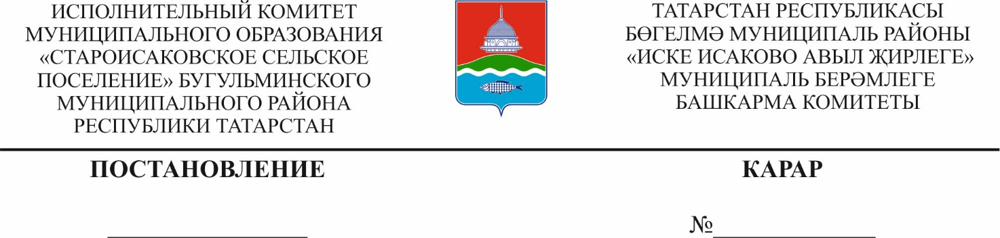 ИСПОЛНИТЕЛЬНЫЙ КОМИТЕТ
МУНИЦИПАЛЬНОГО ОБРАЗОВАНИЯ
«СТАРОИСАКОВСКОЕ СЕЛЬСКОЕ
ПОСЕЛЕНИЕ» БУГУЛЬМИНСКОГО
МУНИЦИПАЛЬНОГО РАЙОНА
РЕСПУБЛИКИ ТАТАРСТАН
ТАТАРСТАН РЕСПУБЛИКАСЫ
БӨГЕЛМӘ МУНИЦИПАЛЬ РАЙОНЫ
«ИСКЕ ИСАКОВО АВЫЛ ҖИРЛЕГЕ»
МУНИЦИПАЛЬ БЕРӘМЛЕГЕ
БАШКАРМА КОМИТЕТЫ
ПОСТАНОВЛЕНИЕ
КАРАР
№